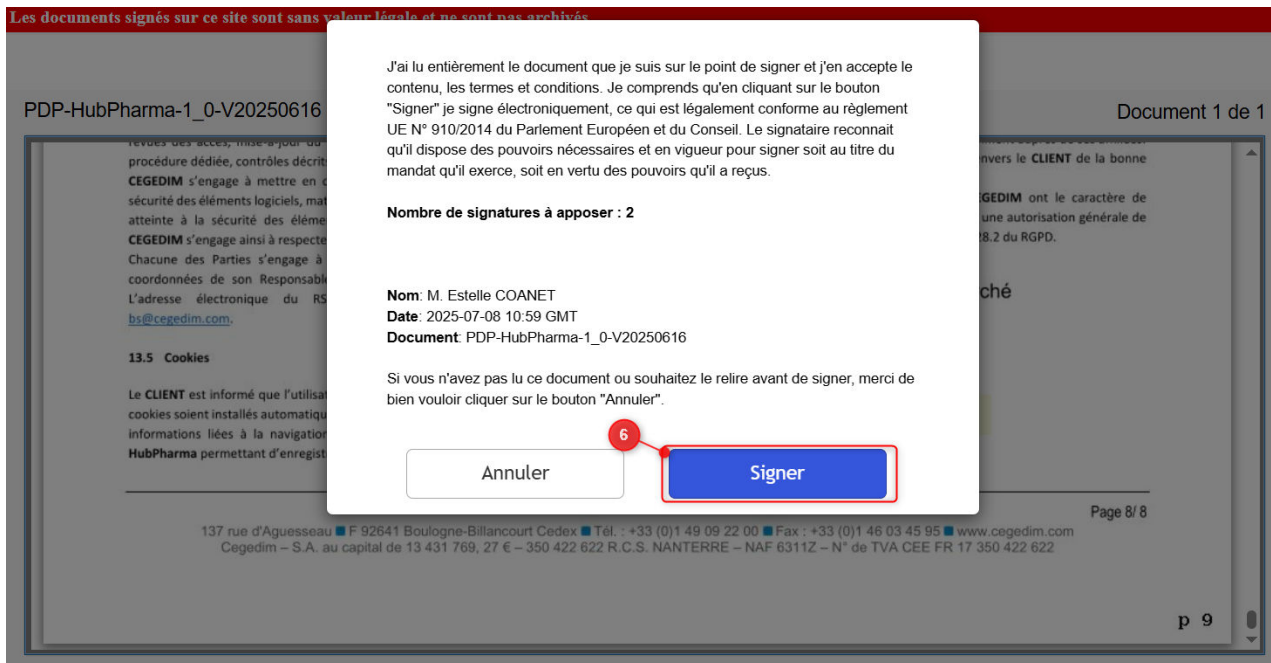 Les documents signés sur ce site sont sans valeur légale et ne sont pas archivés
PDP-HubPharma-1_0-V20250616
Document 1 de 1
procédure dédiée, contrôles décrit
CEGEDIM s'engage à mettre en
sécurité des éléments logiciels, mat
atteinte à la sécurité des éléme
CEGEDIM s'engage ainsi à respecte
Chacune des Parties s'engage à
coordonnées de son Responsabl
L'adresse électronique du RS
bs@cegedim.com.
13.5 Cookies
Le CLIENT est informé que l'utilisat
cookies soient installés automatiqu
informations liées à la navigation
HubPharma permettant d'enregist
nvers le CLIENT de la bonne
EGEDIM ont le caractère de
une autorisation générale de
28.2 du RGPD.
ché
J'ai lu entièrement le document que je suis sur le point de signer et j'en accepte le
contenu, les termes et conditions. Je comprends qu'en cliquant sur le bouton
"Signer" je signe électroniquement, ce qui est légalement conforme au règlement
UE N° 910/2014 du Parlement Européen et du Conseil. Le signataire reconnait
qu'il dispose des pouvoirs nécessaires et en vigueur pour signer soit au titre du
mandat qu'il exerce, soit en vertu des pouvoirs qu'il a reçus.
Nombre de signatures à apposer : 2
Nom: M. Estelle COANET
Date: 2025-07-08 10:59 GMT
Document: PDP-HubPharma-1_0-V20250616
Si vous n'avez pas lu ce document ou souhaitez le relire avant de signer, merci de
bien vouloir cliquer sur le bouton "Annuler".
6
Annuler
Signer
Page 8/ 8
137 rue d'Aguesseau ■ F 92641 Boulogne-Billancourt Cedex ■ Tél. : +33 (0)1 49 09 22 00 ■ Fax : +33 (0)1 46 03 45 95 ■ www.cegedim.com
Cegedim – S.A. au capital de 13 431 769, 27 € – 350 422 622 R.C.S. NANTERRE – NAF 6311Z – N° de TVA CEE FR 17 350 422 622
p 9